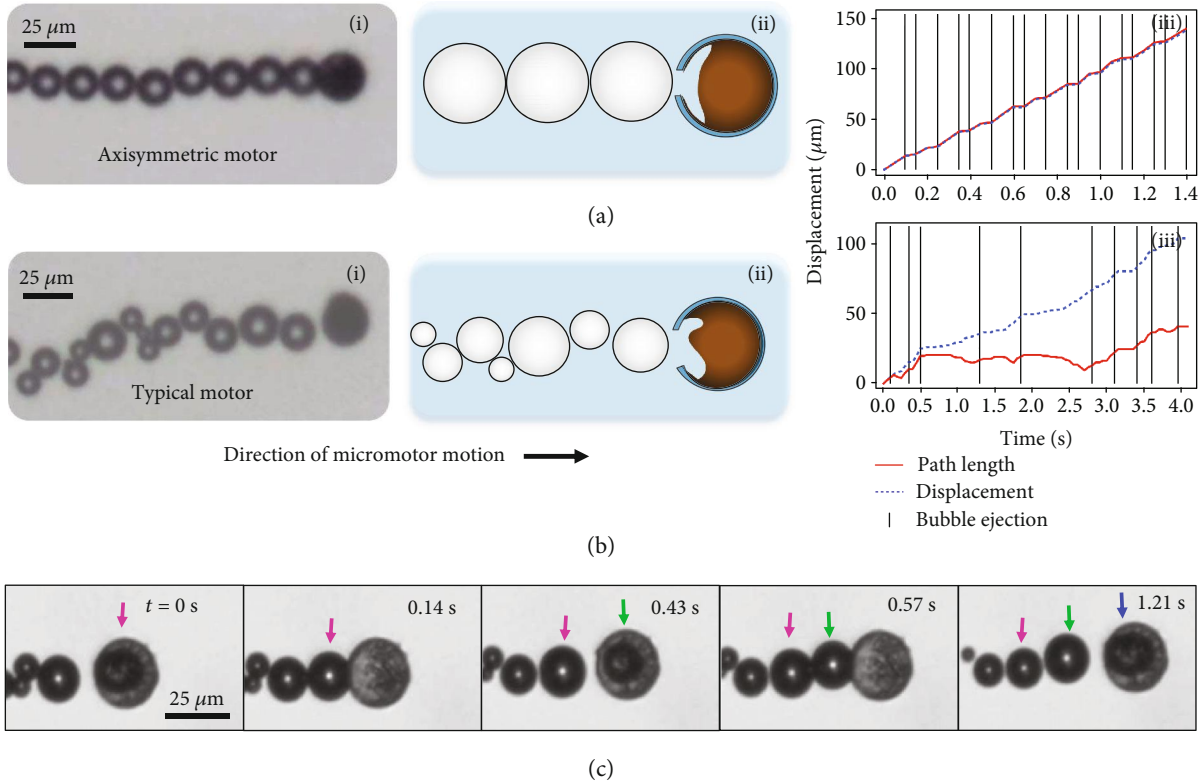 25 μm
(i)
Axisymmetric motor
(ii)
(a)
(iii)
150
100
50
0
0.0 0.2 0.4 0.6 0.8 1.0 1.2 1.4
Displacement (μm)
25 μm
(i)
Typical motor
(ii)
(iii)
100
50
0
0.0 0.5 1.0 1.5 2.0 2.5 3.0 3.5 4.0
Time (s)
Direction of micromotor motion
Path length
Displacement
Bubble ejection
(b)
t = 0 s
25 μm
0.14 s
0.43 s
0.57 s
1.21 s
(c)